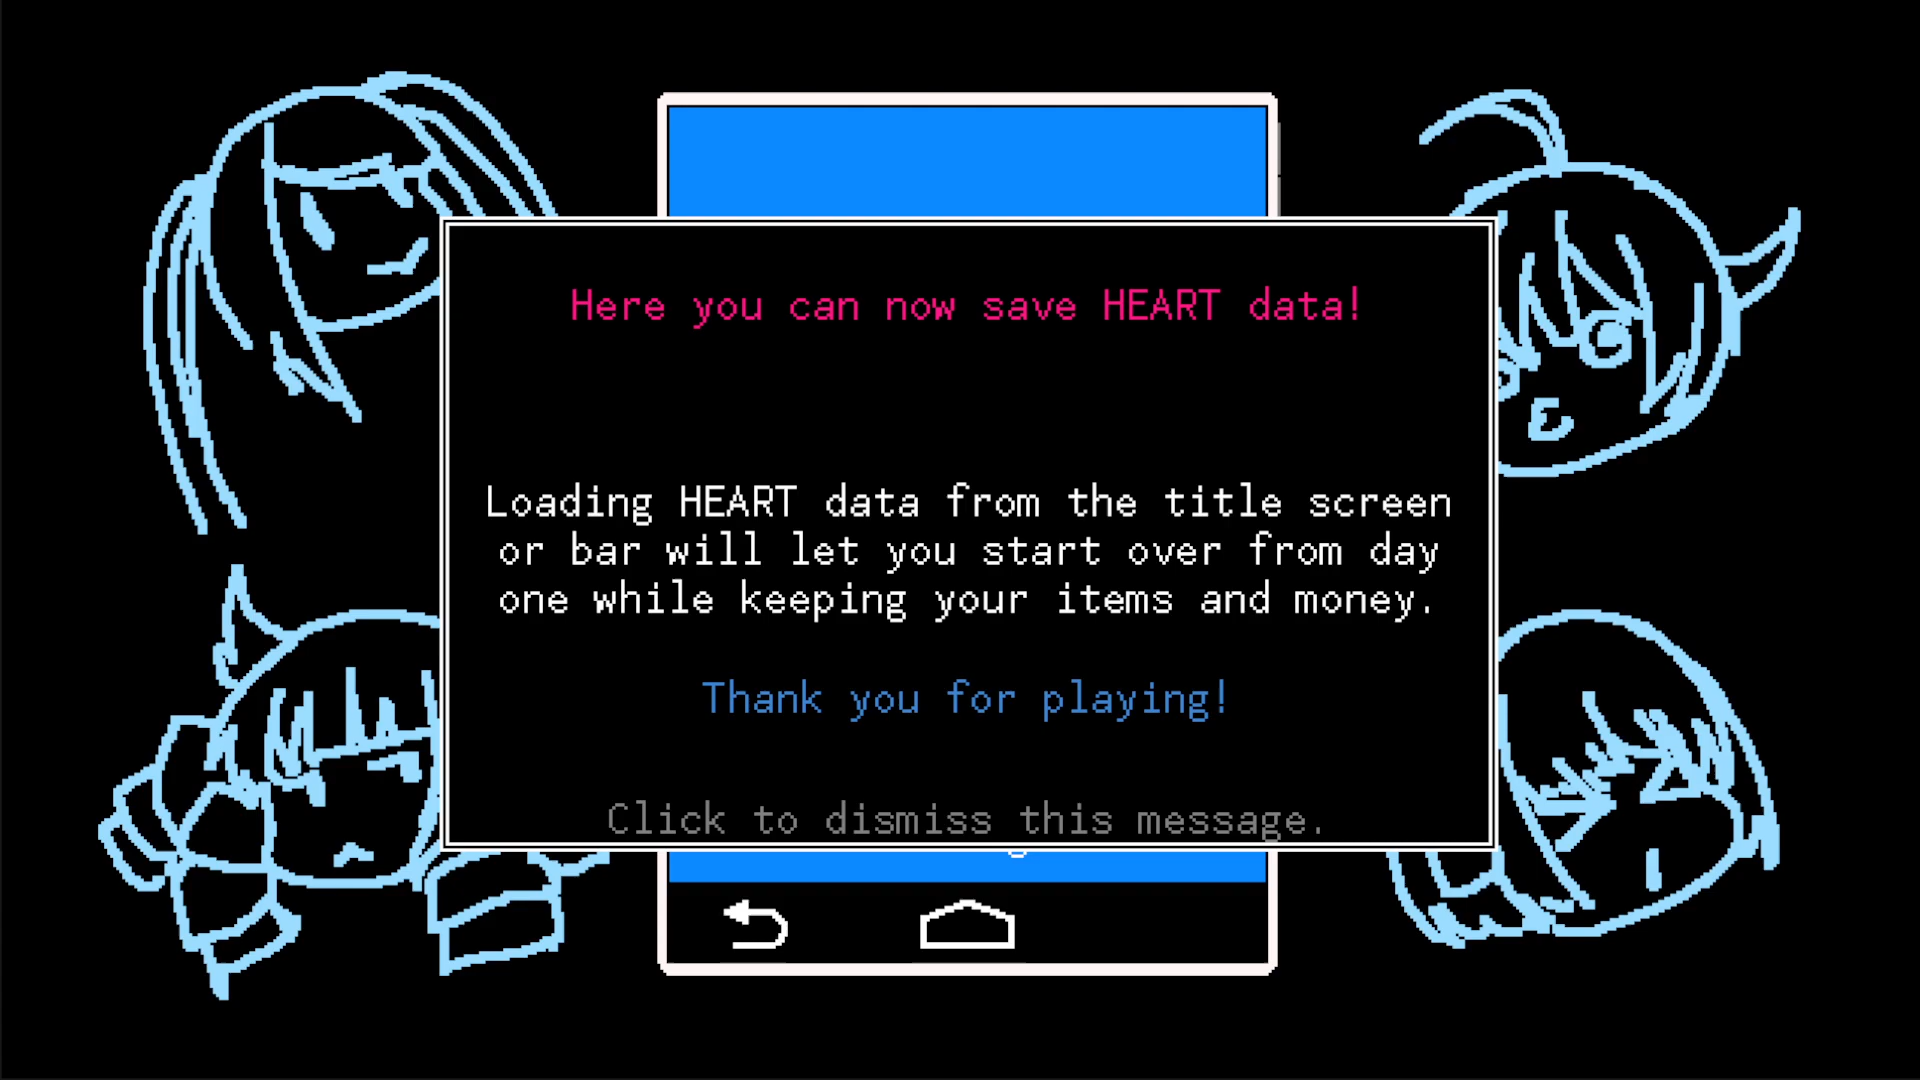 Here you can now save HEART data!
Loading HEART data from the title screen
or bar will let you start over from day
one while keeping your items and money.
Thank you for playing!
Click to dismiss this message.